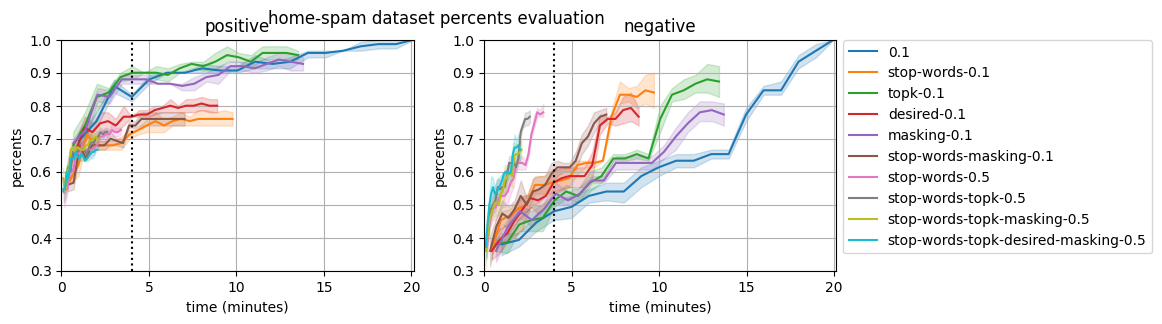 home-spam dataset percents evaluation
positive
negative
1.0
0.9
0.8
0.7
0.6
0.5
0.4
0.3
percents
0
5
10
15
20
time (minutes)
1.0
0.9
0.8
0.7
0.6
0.5
0.4
0.3
percents
0
5
10
15
20
time (minutes)
0.1
stop-words-0.1
topk-0.1
desired-0.1
masking-0.1
stop-words-masking-0.1
stop-words-0.5
stop-words-topk-0.5
stop-words-topk-masking-0.5
stop-words-topk-desired-masking-0.5